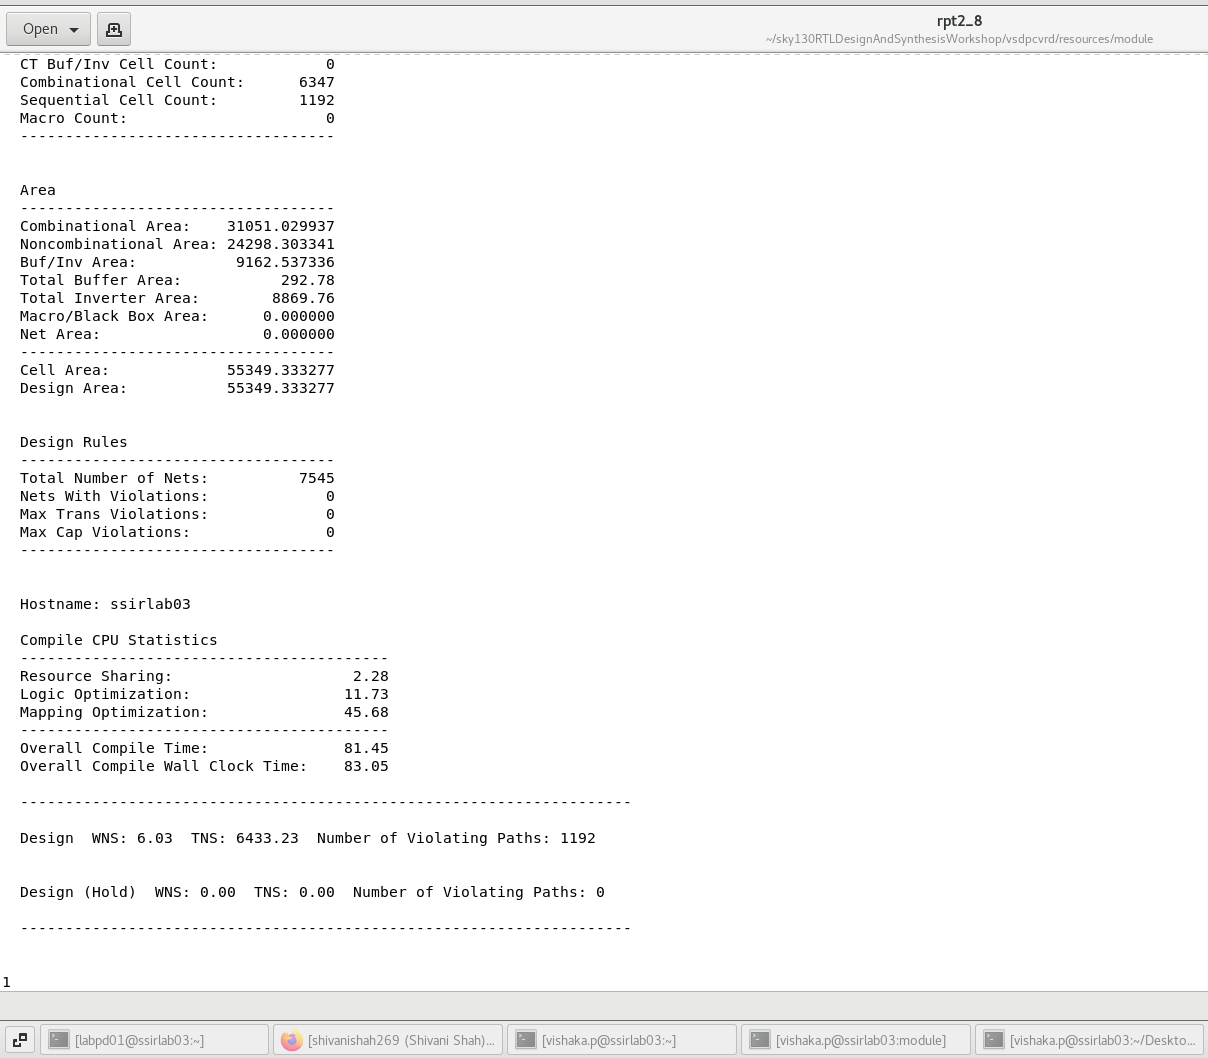 Open
rpt2_8
~/sky130RTLDesignAndSynthesisWorkshop/vsdpcvrd/resources/module
CT Buf/Inv Cell Count: 0
Combinational Cell Count: 6347
Sequential Cell Count: 1192
Macro Count: 0
-----------------------------------
Area
-----------------------------------
Combinational Area: 31051.029937
Noncombinational Area: 24298.303341
Buf/Inv Area: 9162.537336
Total Buffer Area: 292.78
Total Inverter Area: 8869.76
Macro/Black Box Area: 0.000000
Net Area: 0.000000
-----------------------------------
Cell Area: 55349.333277
Design Area: 55349.333277
Design Rules
-----------------------------------
Total Number of Nets: 7545
Nets With Violations: 0
Max Trans Violations: 0
Max Cap Violations: 0
-----------------------------------
Hostname: ssirlab03
Compile CPU Statistics
-----------------------------------------
Resource Sharing: 2.28
Logic Optimization: 11.73
Mapping Optimization: 45.68
-----------------------------------------
Overall Compile Time: 81.45
Overall Compile Wall Clock Time: 83.05
--------------------------------------------------------------------
Design WNS: 6.03 TNS: 6433.23 Number of Violating Paths: 1192
Design (Hold) WNS: 0.00 TNS: 0.00 Number of Violating Paths: 0
--------------------------------------------------------------------
1
[labpd01@ssirlab03:~]
[shivanishah269 (Shivani Shah)...
[vishaka.p@ssirlab03:~]
[vishaka.p@ssirlab03:module]
[vishaka.p@ssirlab03:~/Deskto...